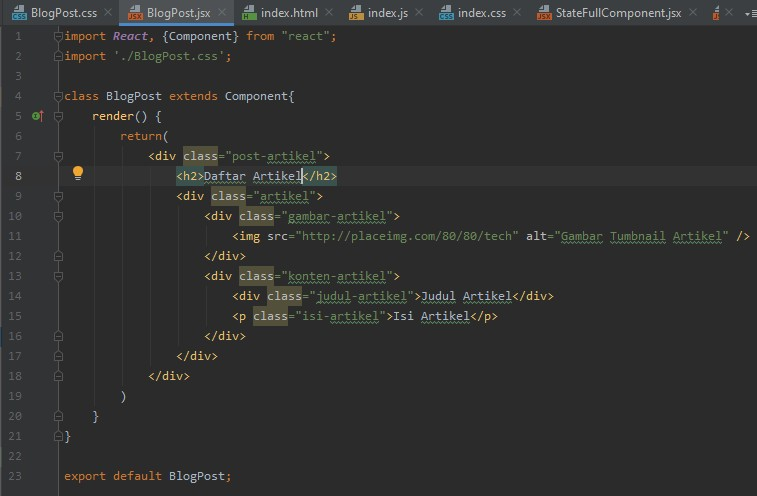 BlogPost.css × BlogPost.jsx × index.html × index.js × index.css × StateFullComponent.jsx ×
1 import React, {Component} from "react";
2 import './BlogPost.css';
3
4 class BlogPost extends Component{
5 render() {
6 return(
7 <div class="post-artikel">
8 <h2>Daftar Artikel</h2>
9 <div class="artikel">
10 <div class="gambar-artikel">
11 <img src="http://placeimg.com/80/80/tech" alt="Gambar Tumbnail Artikel" />
12 </div>
13 <div class="konten-artikel">
14 <div class="judul-artikel">Judul Artikel</div>
15 <p class="isi-artikel">Isi Artikel</p>
16 </div>
17 </div>
18 </div>
19 )
20 }
21 }
22
23 export default BlogPost;